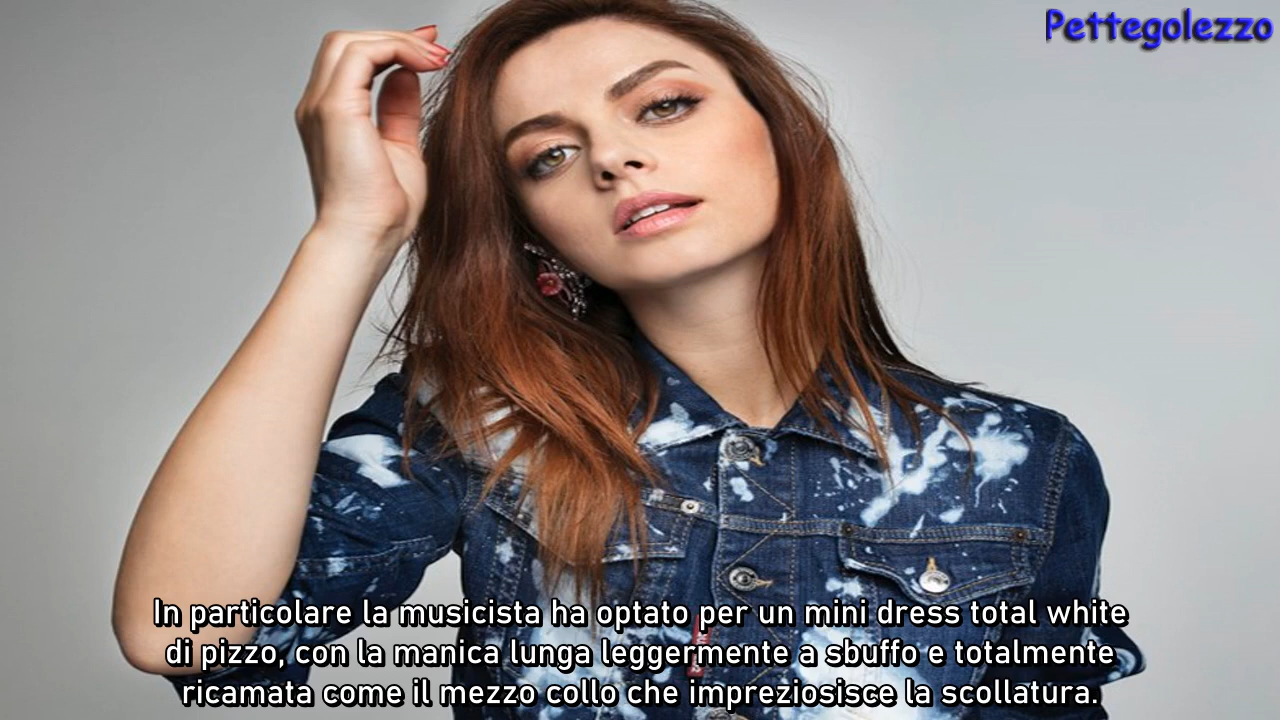 Pettegolezzo
In particolare la musicista ha optato per un mini dress total white
di pizzo, con la manica lunga leggermente a sbuffo e totalmente
ricamata come il mezzo collo che impreziosisce la scollatura.